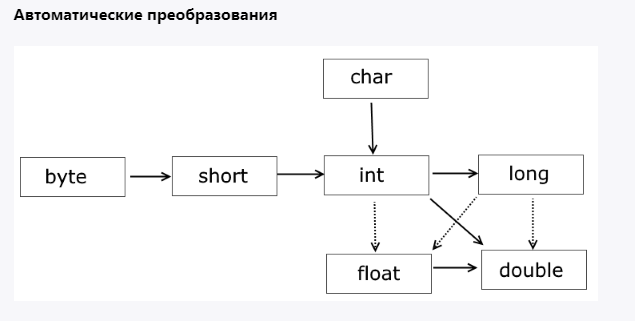 Автоматические преобразования
char
byte
short
int
long
float
double